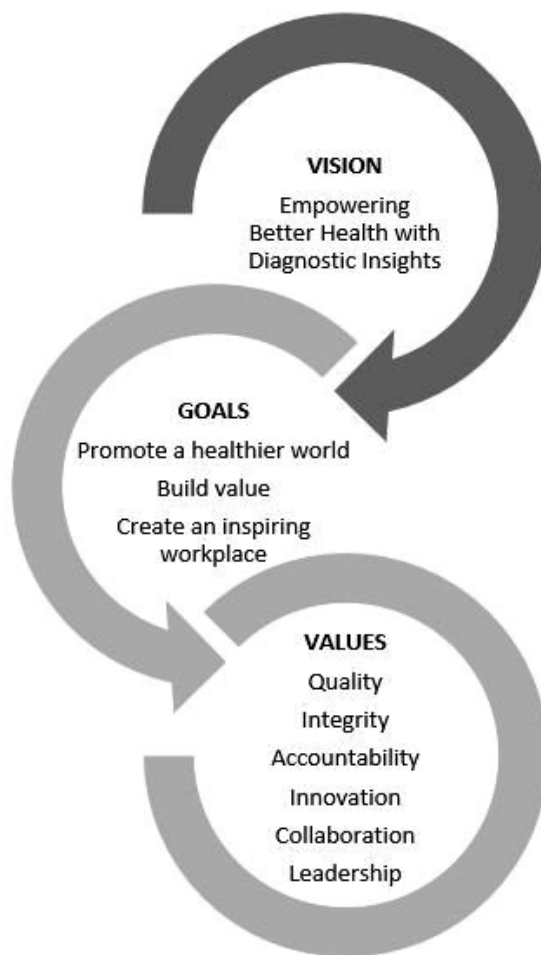 VISION
Empowering
Better Health with
Diagnostic Insights
GOALS
Promote a healthier world
Build value
Create an inspiring
workplace
VALUES
Quality
Integrity
Accountability
Innovation
Collaboration
Leadership